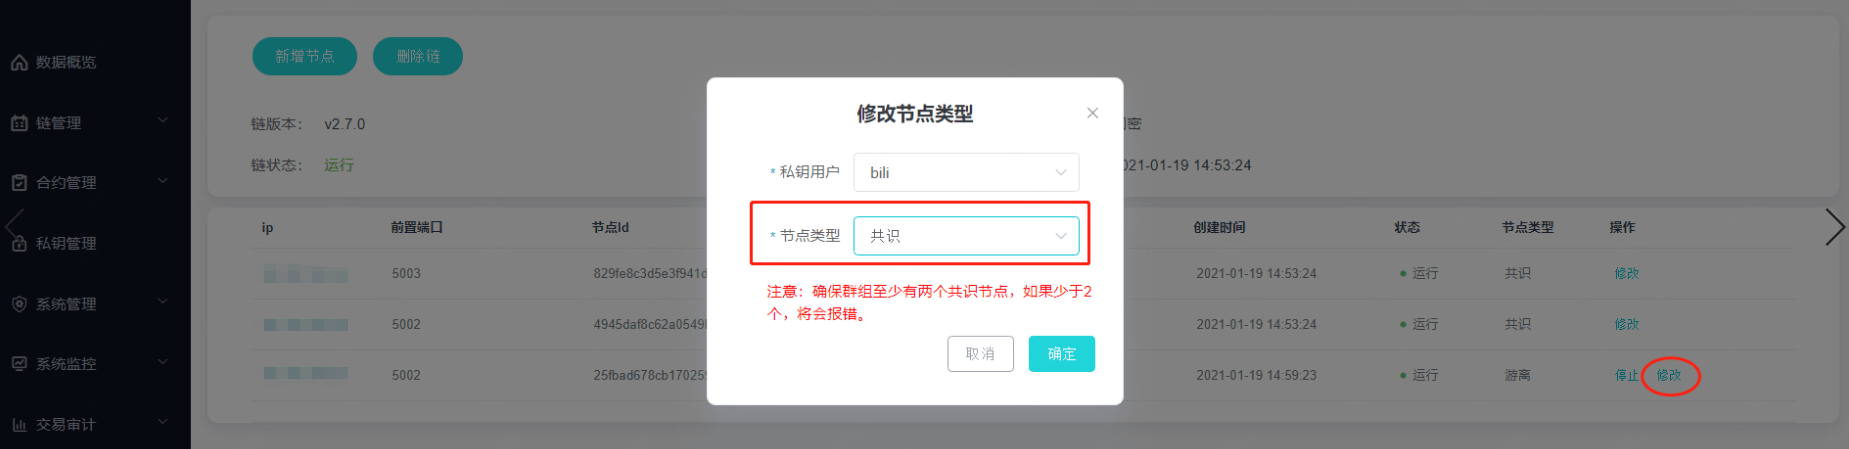 数据概览
链管理
合约管理
私钥管理
系统管理
系统监控
交易审计
新增节点 删除链
链版本： v2.7.0
密
链状态： 运行
021-01-19 14:53:24
修改节点类型
* 私钥用户 bili
* 节点类型 共识
注意：确保群组至少有两个共识节点，如果少于2
个，将会报错。
取消 确定
ip 前置端口 节点Id 创建时间 状态 节点类型 操作
5003 829fe8c3d5e3f941d 2021-01-19 14:53:24 运行 共识 修改
5002 4945daf8c62a0549 2021-01-19 14:53:24 运行 共识 修改
5002 25fbad678cb17025 2021-01-19 14:59:23 运行 游离 停止 修改